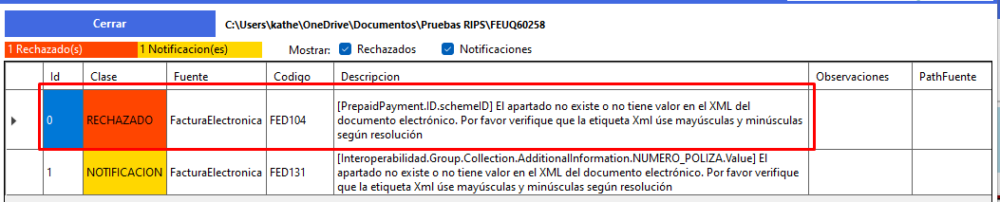 Cerrar
C:\Users\kathe\OneDrive\Documentos\Pruebas RIPS\FEUQ60258
1 Rechazado(s) 1 Notificacion(es) Mostrar: Rechazados Notificaciones
Id Clase Fuente Codigo Descripcion Observaciones PathFuente
0 RECHAZADO FacturaElectronica FED104 [PrepaidPayment.ID.schemeID] El apartado no existe o no tiene valor en el XML del
documento electrónico. Por favor verifique que la etiqueta Xml úse mayúsculas y minúsculas
según resolución
1 NOTIFICACION FacturaElectronica FED131 [Interoperabilidad.Group.Collection.AdditionalInformation.NUMERO_POLIZA.Value] El
apartado no existe o no tiene valor en el XML del documento electrónico. Por favor verifique
que la etiqueta Xml úse mayúsculas y minúsculas según resolución